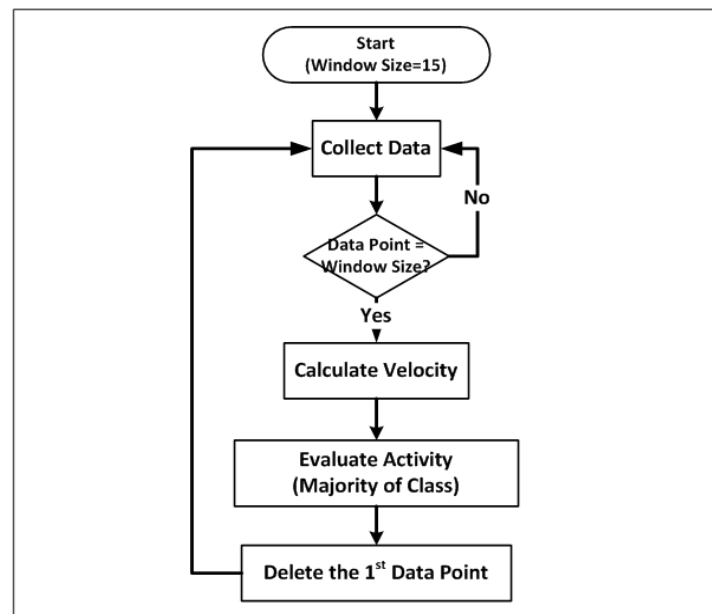 Start
(Window Size=15)
Collect Data
No
Data Point =
Window Size?
Yes
Calculate Velocity
Evaluate Activity
(Majority of Class)
Delete the 1st Data Point